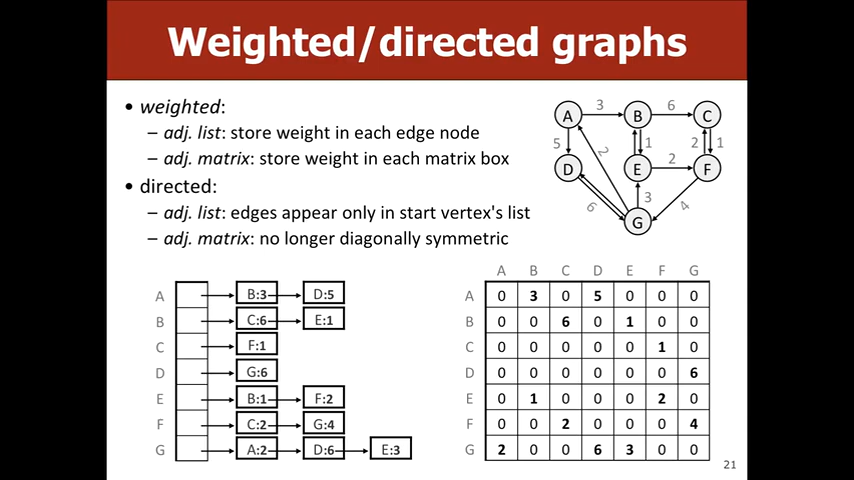 Weighted/directed graphs
• weighted:
– adj. list: store weight in each edge node
– adj. matrix: store weight in each matrix box
• directed:
– adj. list: edges appear only in start vertex's list
– adj. matrix: no longer diagonally symmetric
A 3 B 6 C
5 2 1 2 1
D E 2 F
6 3 4
G
A B:3 D:5
B C:6 E:1
C F:1
D G:6
E B:1 F:2
F C:2 G:4
G A:2 D:6 E:3
A B C D E F G
A 0 3 0 5 0 0 0
B 0 0 6 0 1 0 0
C 0 0 0 0 0 1 0
D 0 0 0 0 0 0 6
E 0 1 0 0 0 2 0
F 0 0 2 0 0 0 4
G 2 0 0 6 3 0 0
21